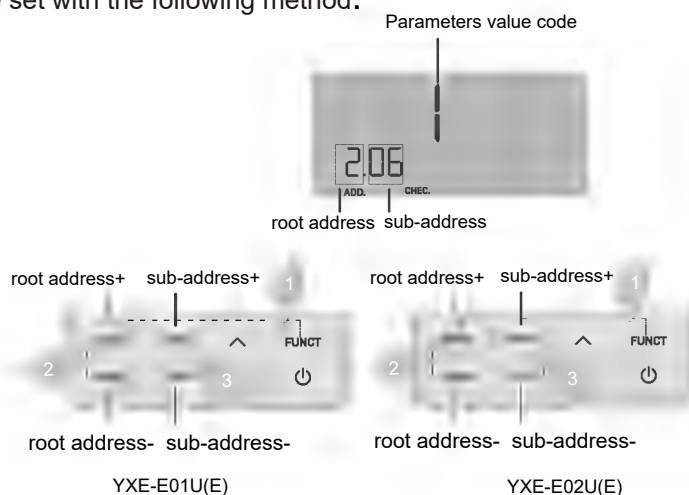 set with the following method.
Parameters value code
1
2.06
ADD. CHEC.
root address sub-address
root address+ sub-address+ 1
FUNCT
2 3
root address- sub-address-
YXE-E01U(E)
root address+ sub-address+ 1
FUNCT
2 3
root address- sub-address-
YXE-E02U(E)